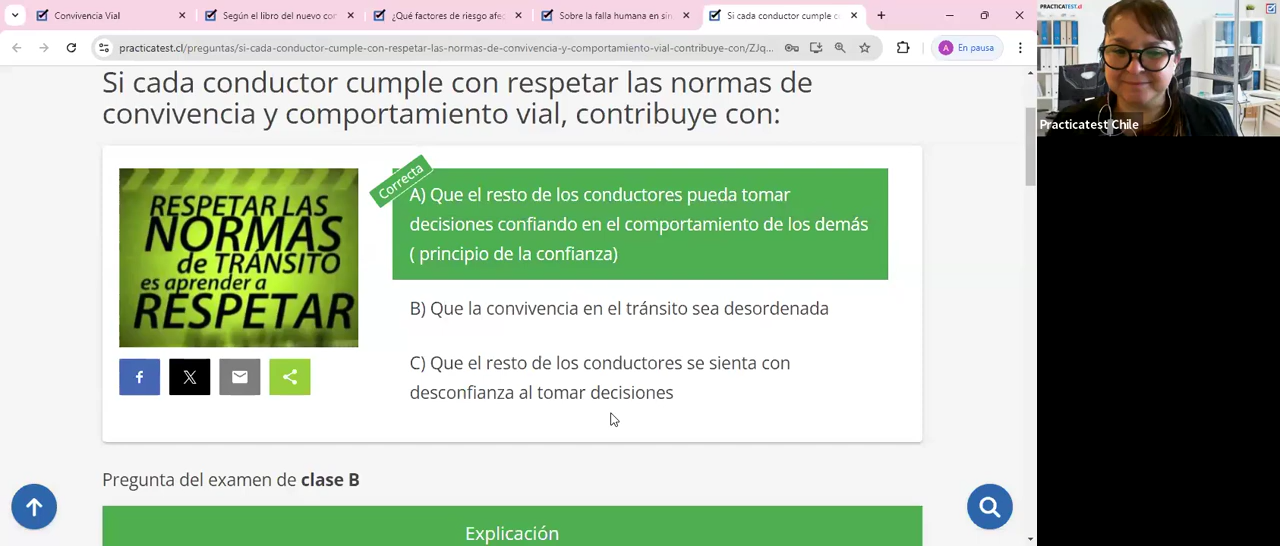 Convivencia Vial
Según el libro del nuevo con
¿Qué factores de riesgo afec
Sobre la falla humana en sin
Si cada conductor cumple c
practicatest.cl/preguntas/si-cada-conductor-cumple-con-respetar-las-normas-de-convivencia-y-comportamiento-vial-contribuye-con/ZJq...
A
En pausa
PRACTICATEST.cl
Practicatest Chile
Si cada conductor cumple con respetar las normas de
convivencia y comportamiento vial, contribuye con:
RESPETAR LAS
NORMAS
de TRÁNSITO
es aprender a
RESPETAR
Correcta
A) Que el resto de los conductores pueda tomar
decisiones confiando en el comportamiento de los demás
( principio de la confianza)
B) Que la convivencia en el tránsito sea desordenada
C) Que el resto de los conductores se sienta con
desconfianza al tomar decisiones
Pregunta del examen de clase B
Explicación